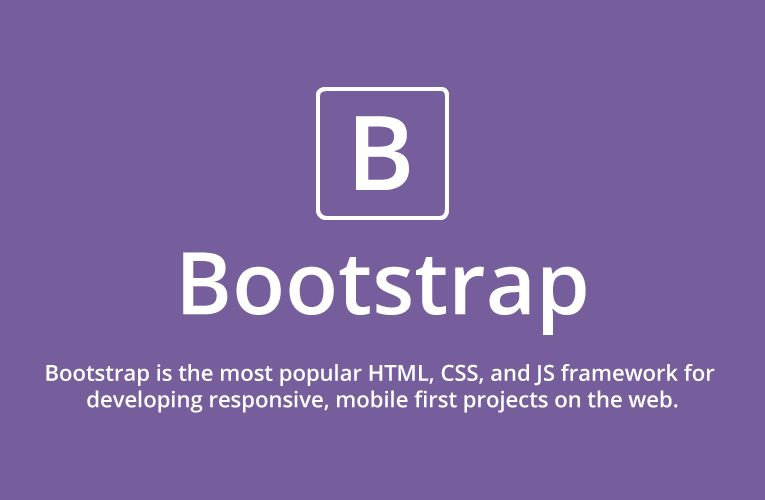 B
Bootstrap
Bootstrap is the most popular HTML, CSS, and JS framework for
developing responsive, mobile first projects on the web.